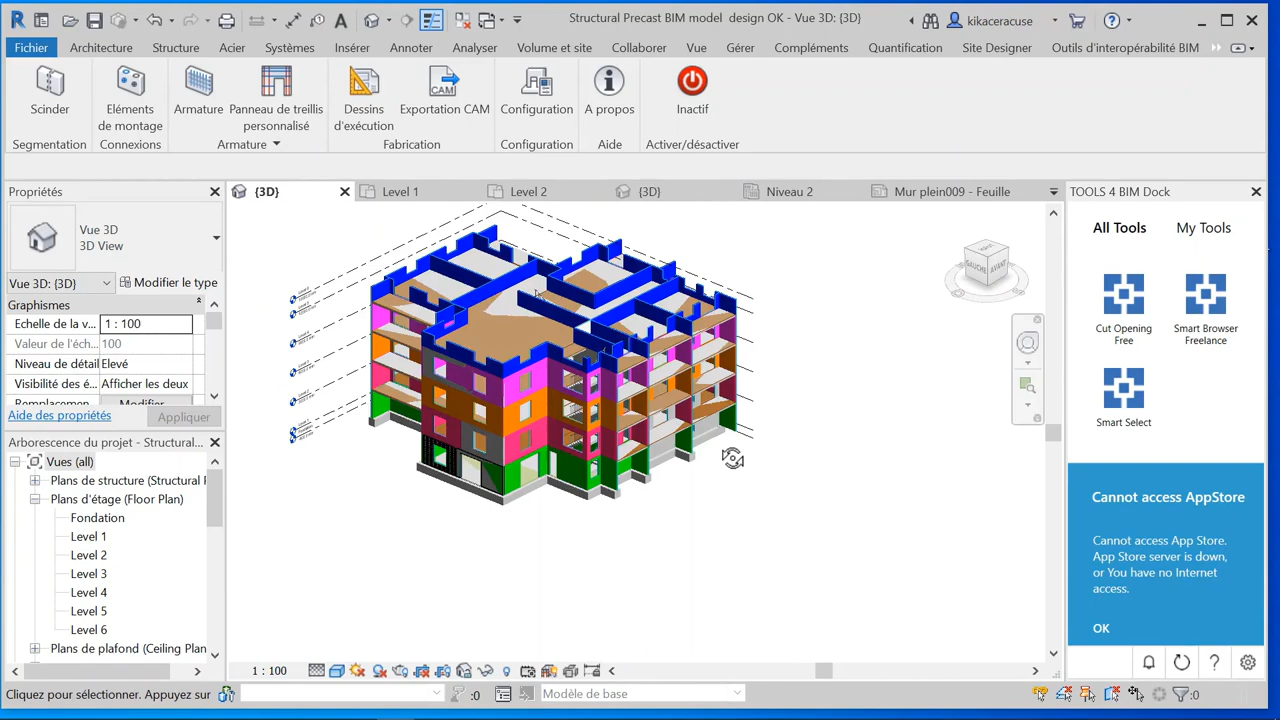 Structural Precast BIM model design OK - Vue 3D: {3D}
kikaceracuse
Fichier Architecture Structure Acier Systèmes Insérer Annoter Analyser Volume et site Collaborer Vue Gérer Compléments Quantification Site Designer Outils d'interopérabilité BIM
Scinder
Eléments
de montage
Armature
Panneau de treillis
personnalisé
Dessins
d'exécution
CAM
Exportation CAM
Configuration
A propos
Inactif
Segmentation Connexions Armature Fabrication Configuration Aide Activer/désactiver
Propriétés
{3D} Level 1 Level 2 {3D} Niveau 2 Mur plein009 - Feuille
TOOLS 4 BIM Dock
Vue 3D
3D View
Vue 3D: {3D} Modifier le type
Graphismes
Echelle de la v... 1 : 100
Valeur de l'éch... 100
Niveau de détail Elevé
Visibilité des é... Afficher les deux
Remplacemen... Modifier...
Aide des propriétés Appliquer
Arborescence du projet - Structural...
Vues (all)
Plans de structure (Structural F
Plans d'étage (Floor Plan)
Fondation
Level 1
Level 2
Level 3
Level 4
Level 5
Level 6
Plans de plafond (Ceiling Plan
GAUCHE AVANT
All Tools My Tools
Cut Opening
Free
Smart Browser
Freelance
Smart Select
Cannot access AppStore
Cannot access App Store.
App Store server is down,
or You have no Internet
access.
OK
1 : 100
Cliquez pour sélectionner. Appuyez sur :0 Modèle de base :0